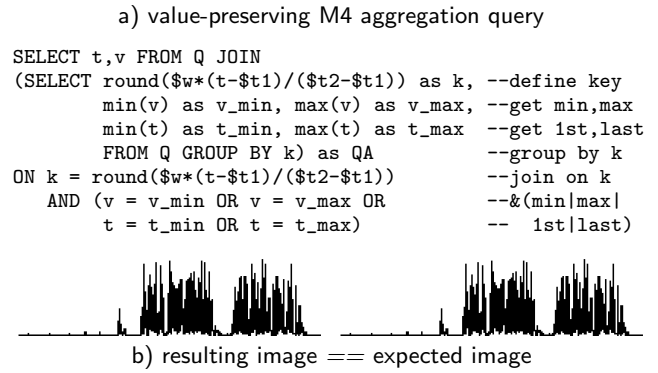 a) value-preserving M4 aggregation query
SELECT t,v FROM Q JOIN
(SELECT round($w*(t-$t1)/($t2-$t1)) as k, --define key
min(v) as v_min, max(v) as v_max, --get min,max
min(t) as t_min, max(t) as t_max --get 1st,last
FROM Q GROUP BY k) as QA --group by k
ON k = round($w*(t-$t1)/($t2-$t1)) --join on k
AND (v = v_min OR v = v_max OR --&(min|max|
t = t_min OR t = t_max) -- 1st|last)
b) resulting image == expected image